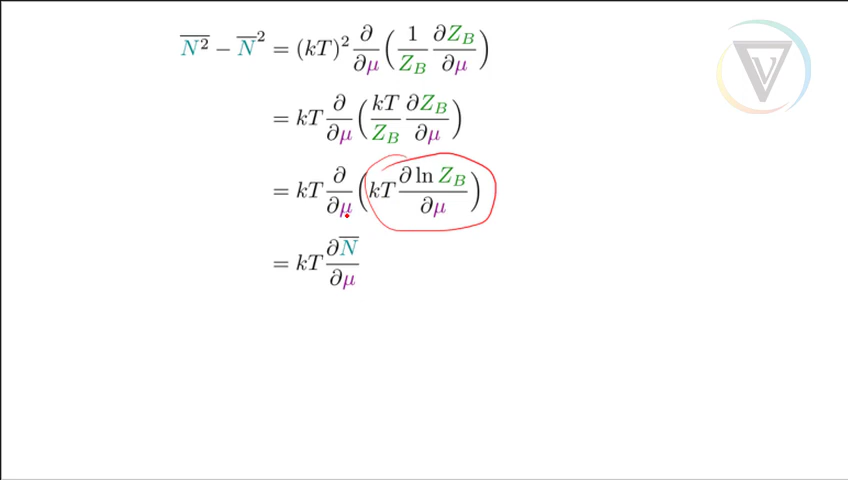 $\overline{N^2} - \overline{N}^2 = (kT)^2 \frac{\partial}{\partial \mu} \left( \frac{1}{Z_B} \frac{\partial Z_B}{\partial \mu} \right)$
$= kT \frac{\partial}{\partial \mu} \left( \frac{kT}{Z_B} \frac{\partial Z_B}{\partial \mu} \right)$
$= kT \frac{\partial}{\partial \mu} \left( kT \frac{\partial \ln Z_B}{\partial \mu} \right)$
$= kT \frac{\partial \overline{N}}{\partial \mu}$